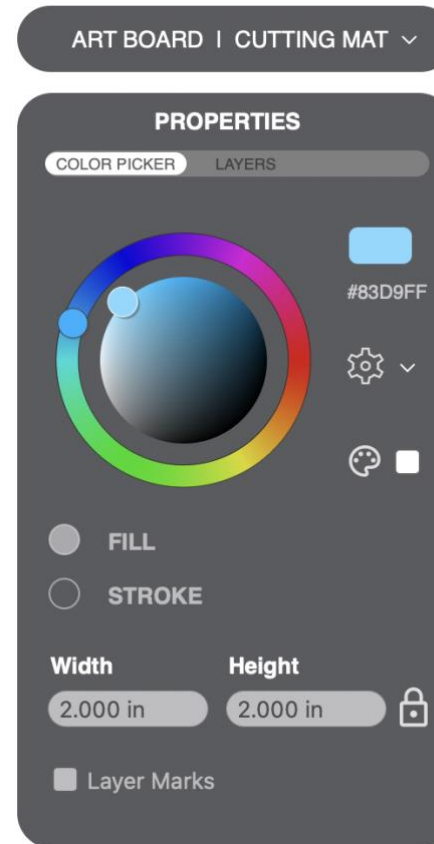 ART BOARD | CUTTING MAT
PROPERTIES
COLOR PICKER LAYERS
#83D9FF
FILL
STROKE
Width Height
2.000 in 2.000 in
Layer Marks